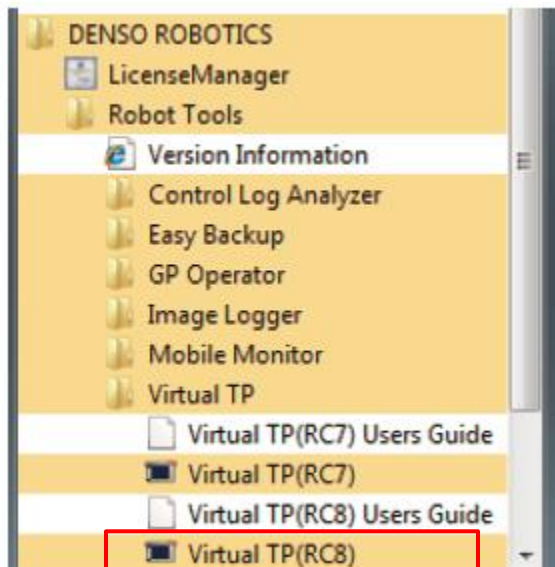 DENSO ROBOTICS
LicenseManager
Robot Tools
Version Information
Control Log Analyzer
Easy Backup
GP Operator
Image Logger
Mobile Monitor
Virtual TP
Virtual TP(RC7) Users Guide
Virtual TP(RC7)
Virtual TP(RC8) Users Guide
Virtual TP(RC8)